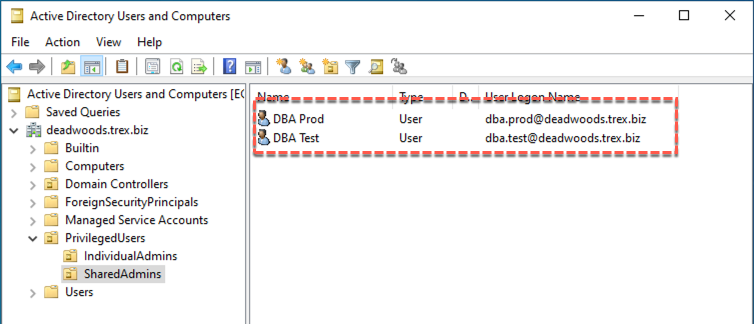 Active Directory Users and Computers
File Action View Help
Active Directory Users and Computers [EC
Saved Queries
deadwoods.trex.biz
Builtin
Computers
Domain Controllers
ForeignSecurityPrincipals
Managed Service Accounts
PrivilegedUsers
IndividualAdmins
SharedAdmins
Users
Name Type D... User Logon Name
DBA Prod User dba.prod@deadwoods.trex.biz
DBA Test User dba.test@deadwoods.trex.biz